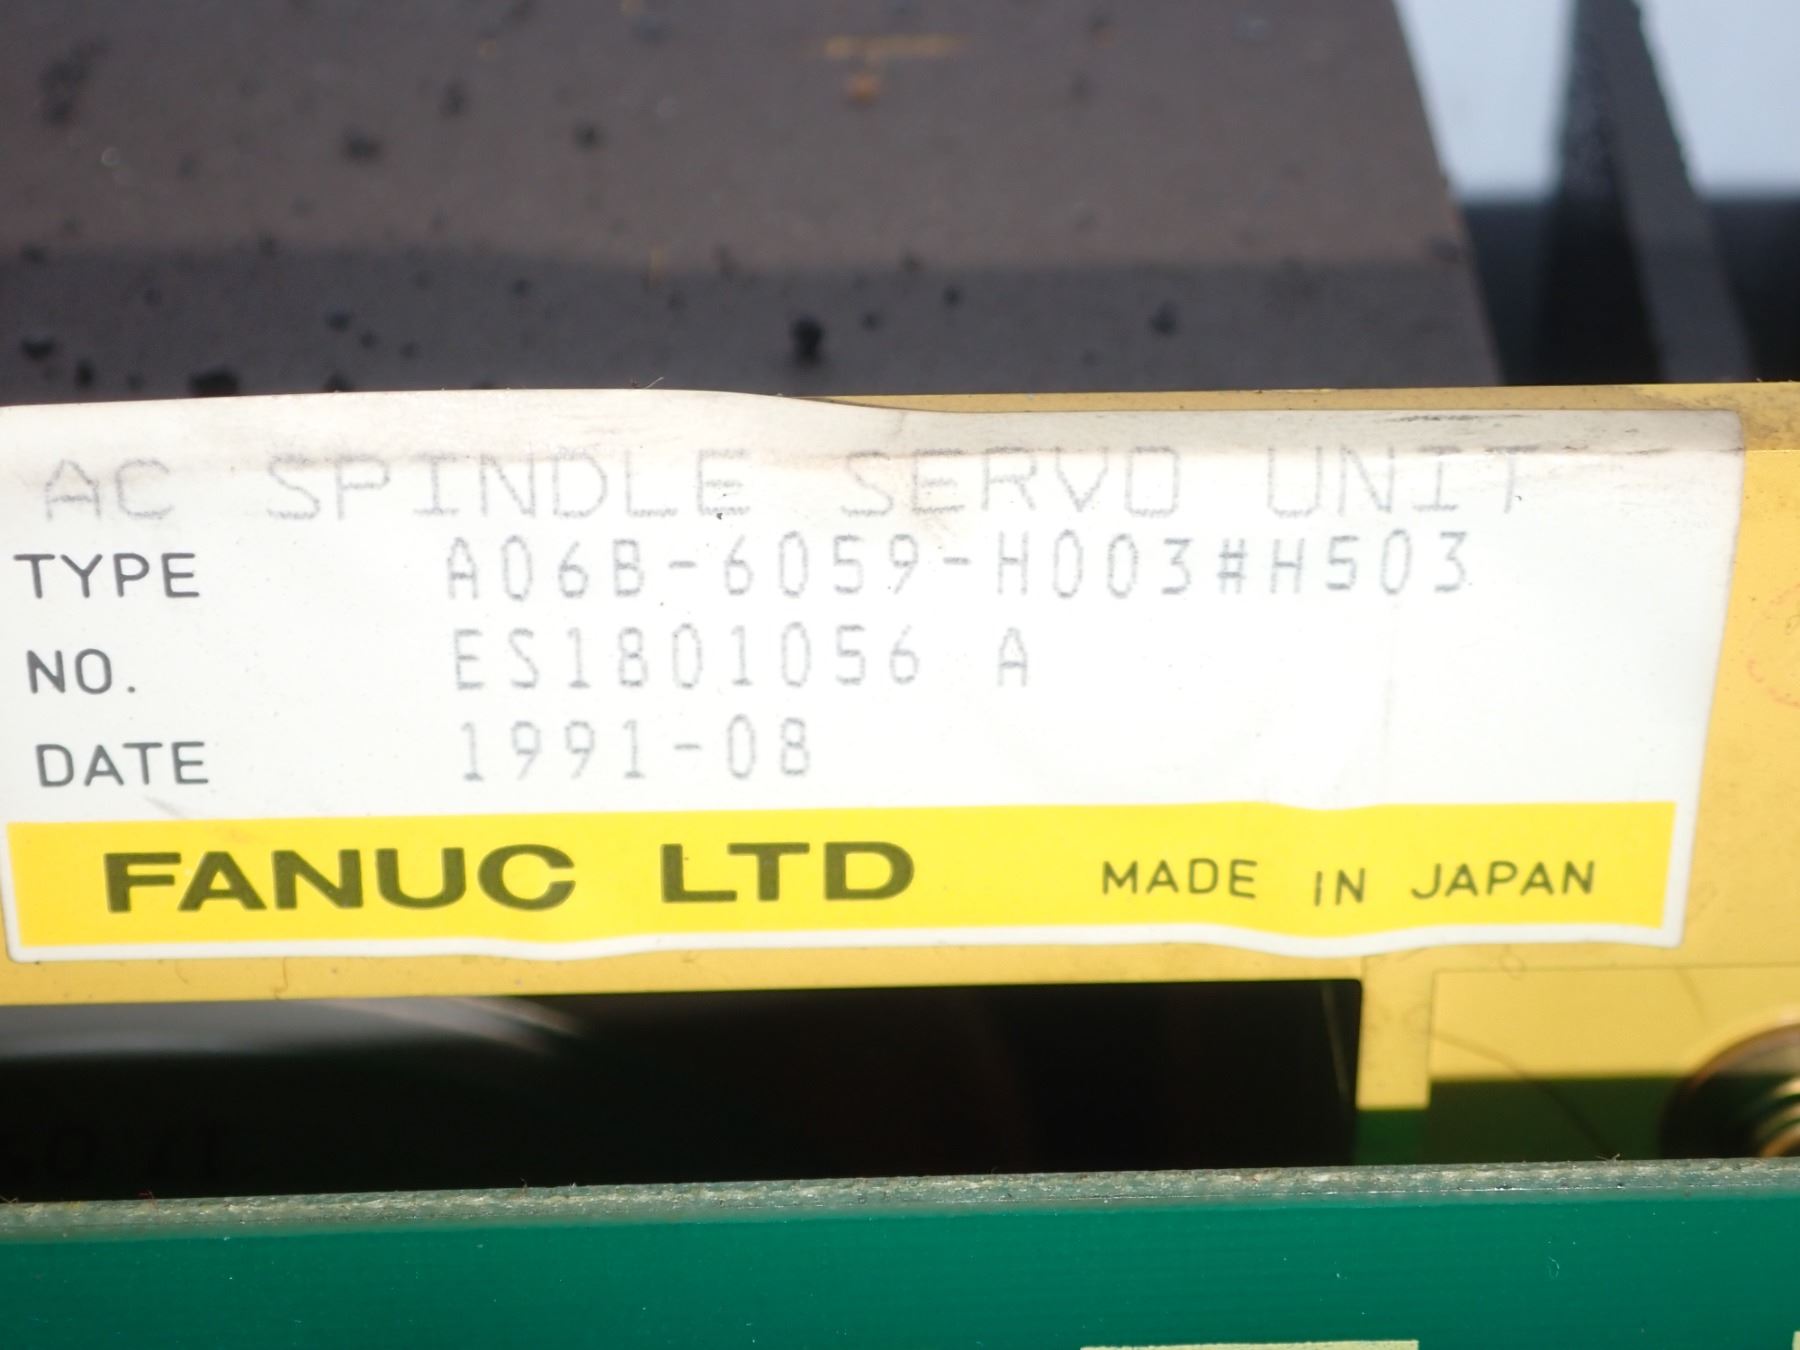 AC SPINDLE SERVO UNIT
TYPE A06B-6059-H003#H503
NO. ES1801056 A
DATE 1991-08
FANUC LTD MADE IN JAPAN